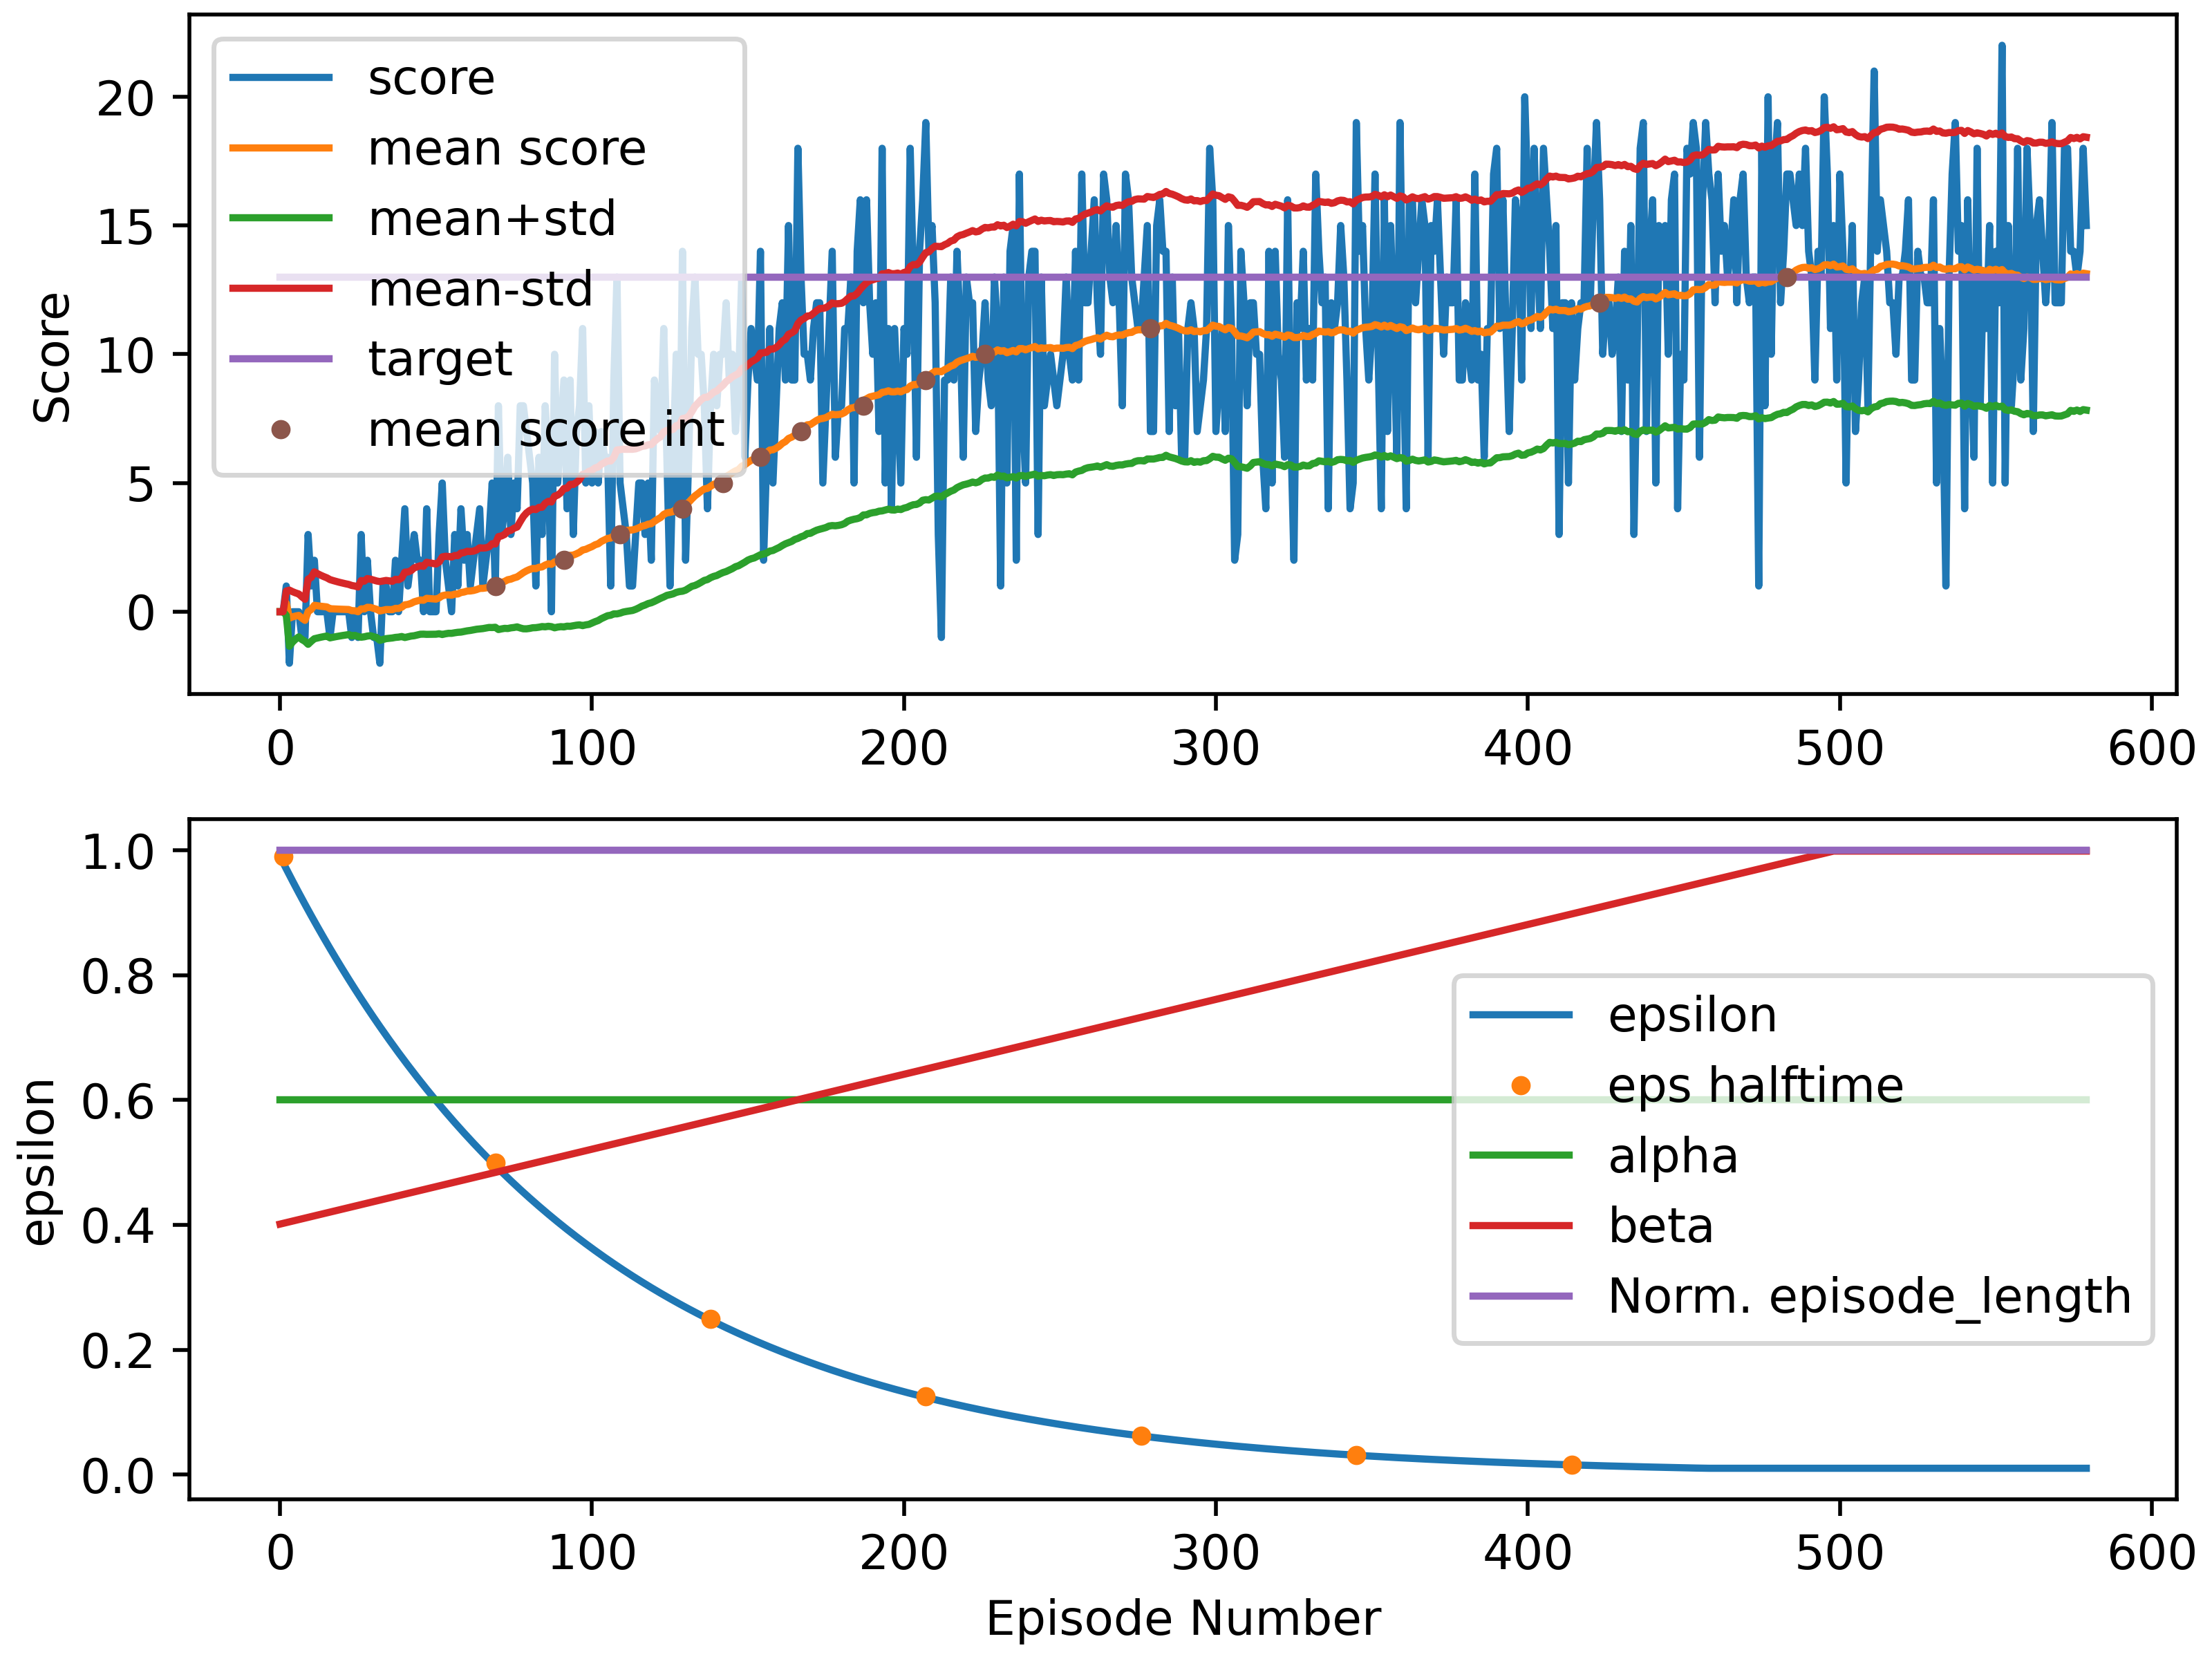 20
15
10
5
0
Score
score
mean score
mean+std
mean-std
target
mean score int
0 100 200 300 400 500 600
1.0
0.8
0.6
0.4
0.2
0.0
epsilon
epsilon
eps halftime
alpha
beta
Norm. episode_length
0 100 200 300 400 500 600
Episode Number